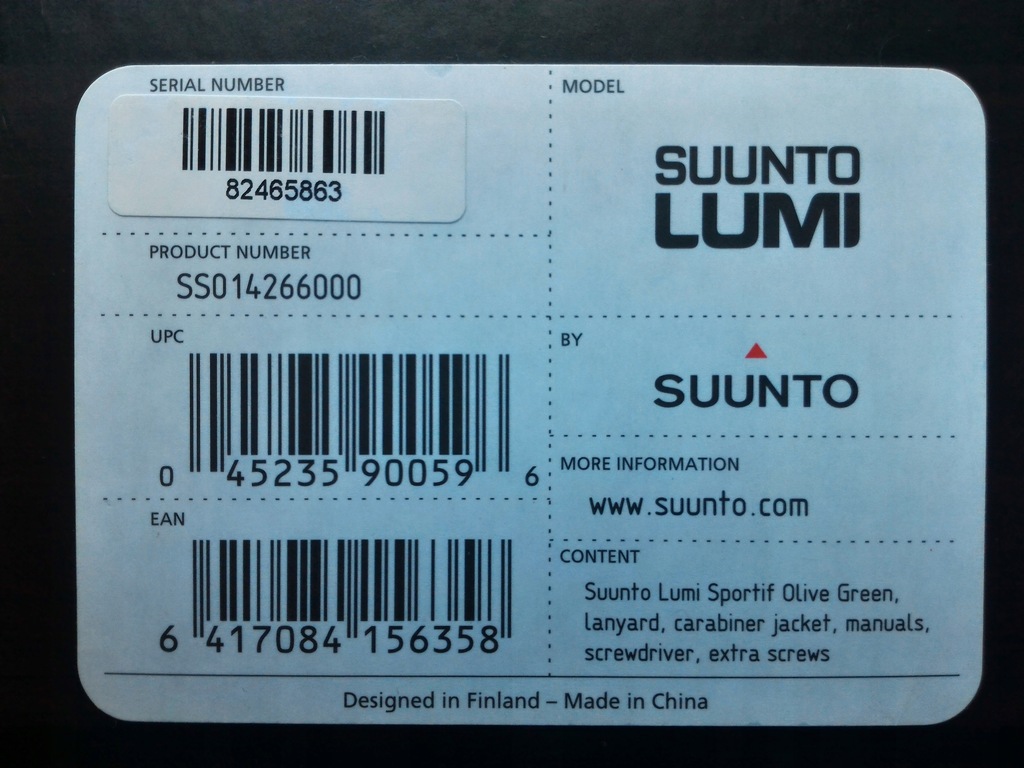 SERIAL NUMBER
82465863
PRODUCT NUMBER
SS014266000
UPC
0 45235 90059 6
EAN
6 417084 156358
MODEL
SUUNTO
LUMI
BY
SUUNTO
MORE INFORMATION
www.suunto.com
CONTENT
Suunto Lumi Sportif Olive Green,
lanyard, carabiner jacket, manuals,
screwdriver, extra screws
Designed in Finland – Made in China